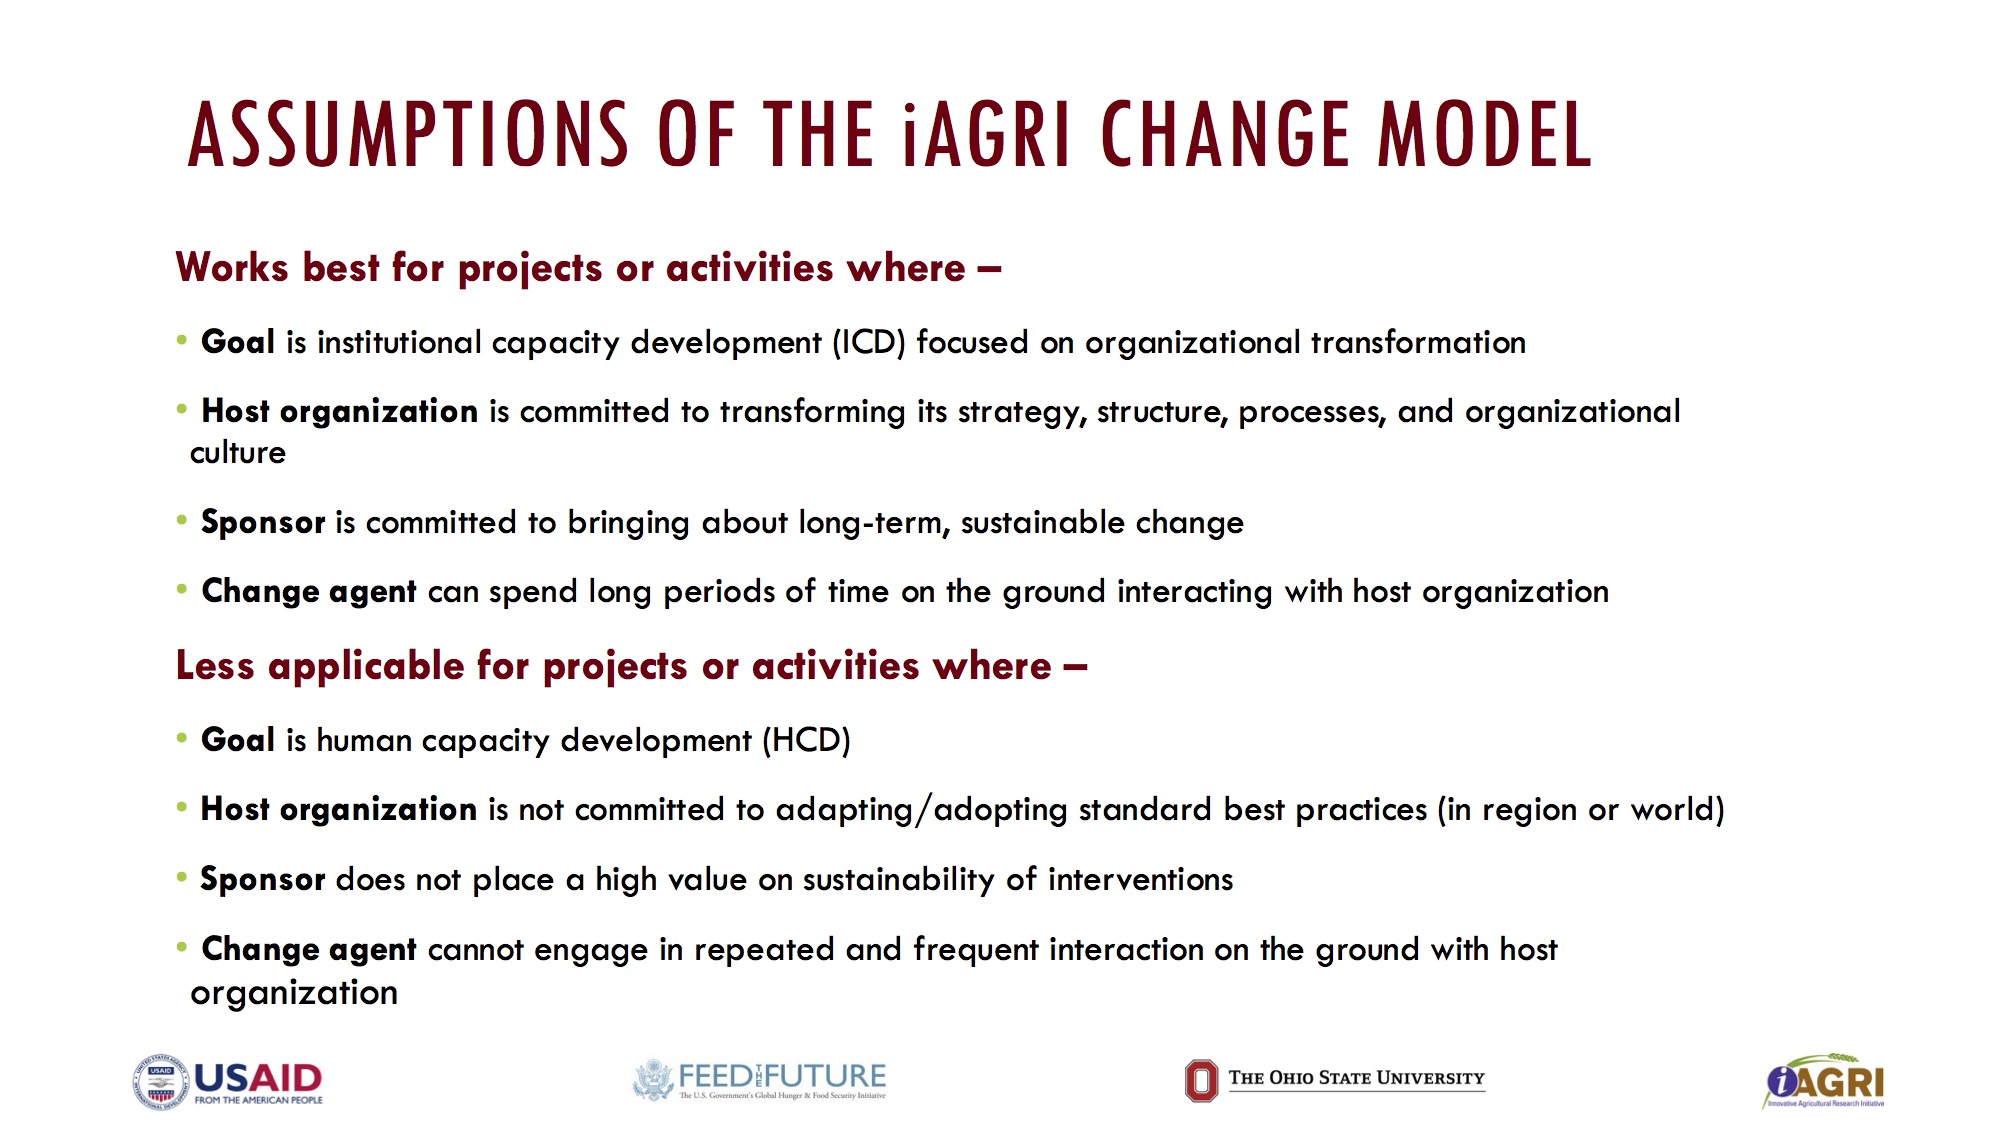 ASSUMPTIONS OF THE iAGRI CHANGE MODEL
Works best for projects or activities where –
• Goal is institutional capacity development (ICD) focused on organizational transformation
• Host organization is committed to transforming its strategy, structure, processes, and organizational
culture
• Sponsor is committed to bringing about long-term, sustainable change
• Change agent can spend long periods of time on the ground interacting with host organization
Less applicable for projects or activities where –
• Goal is human capacity development (HCD)
• Host organization is not committed to adapting/adopting standard best practices (in region or world)
• Sponsor does not place a high value on sustainability of interventions
• Change agent cannot engage in repeated and frequent interaction on the ground with host
organization
USAID
FROM THE AMERICAN PEOPLE
FEED THE FUTURE
The U.S. Government's Global Hunger & Food Security Initiative
THE OHIO STATE UNIVERSITY
iAGRI
Innovative Agricultural Research Initiative